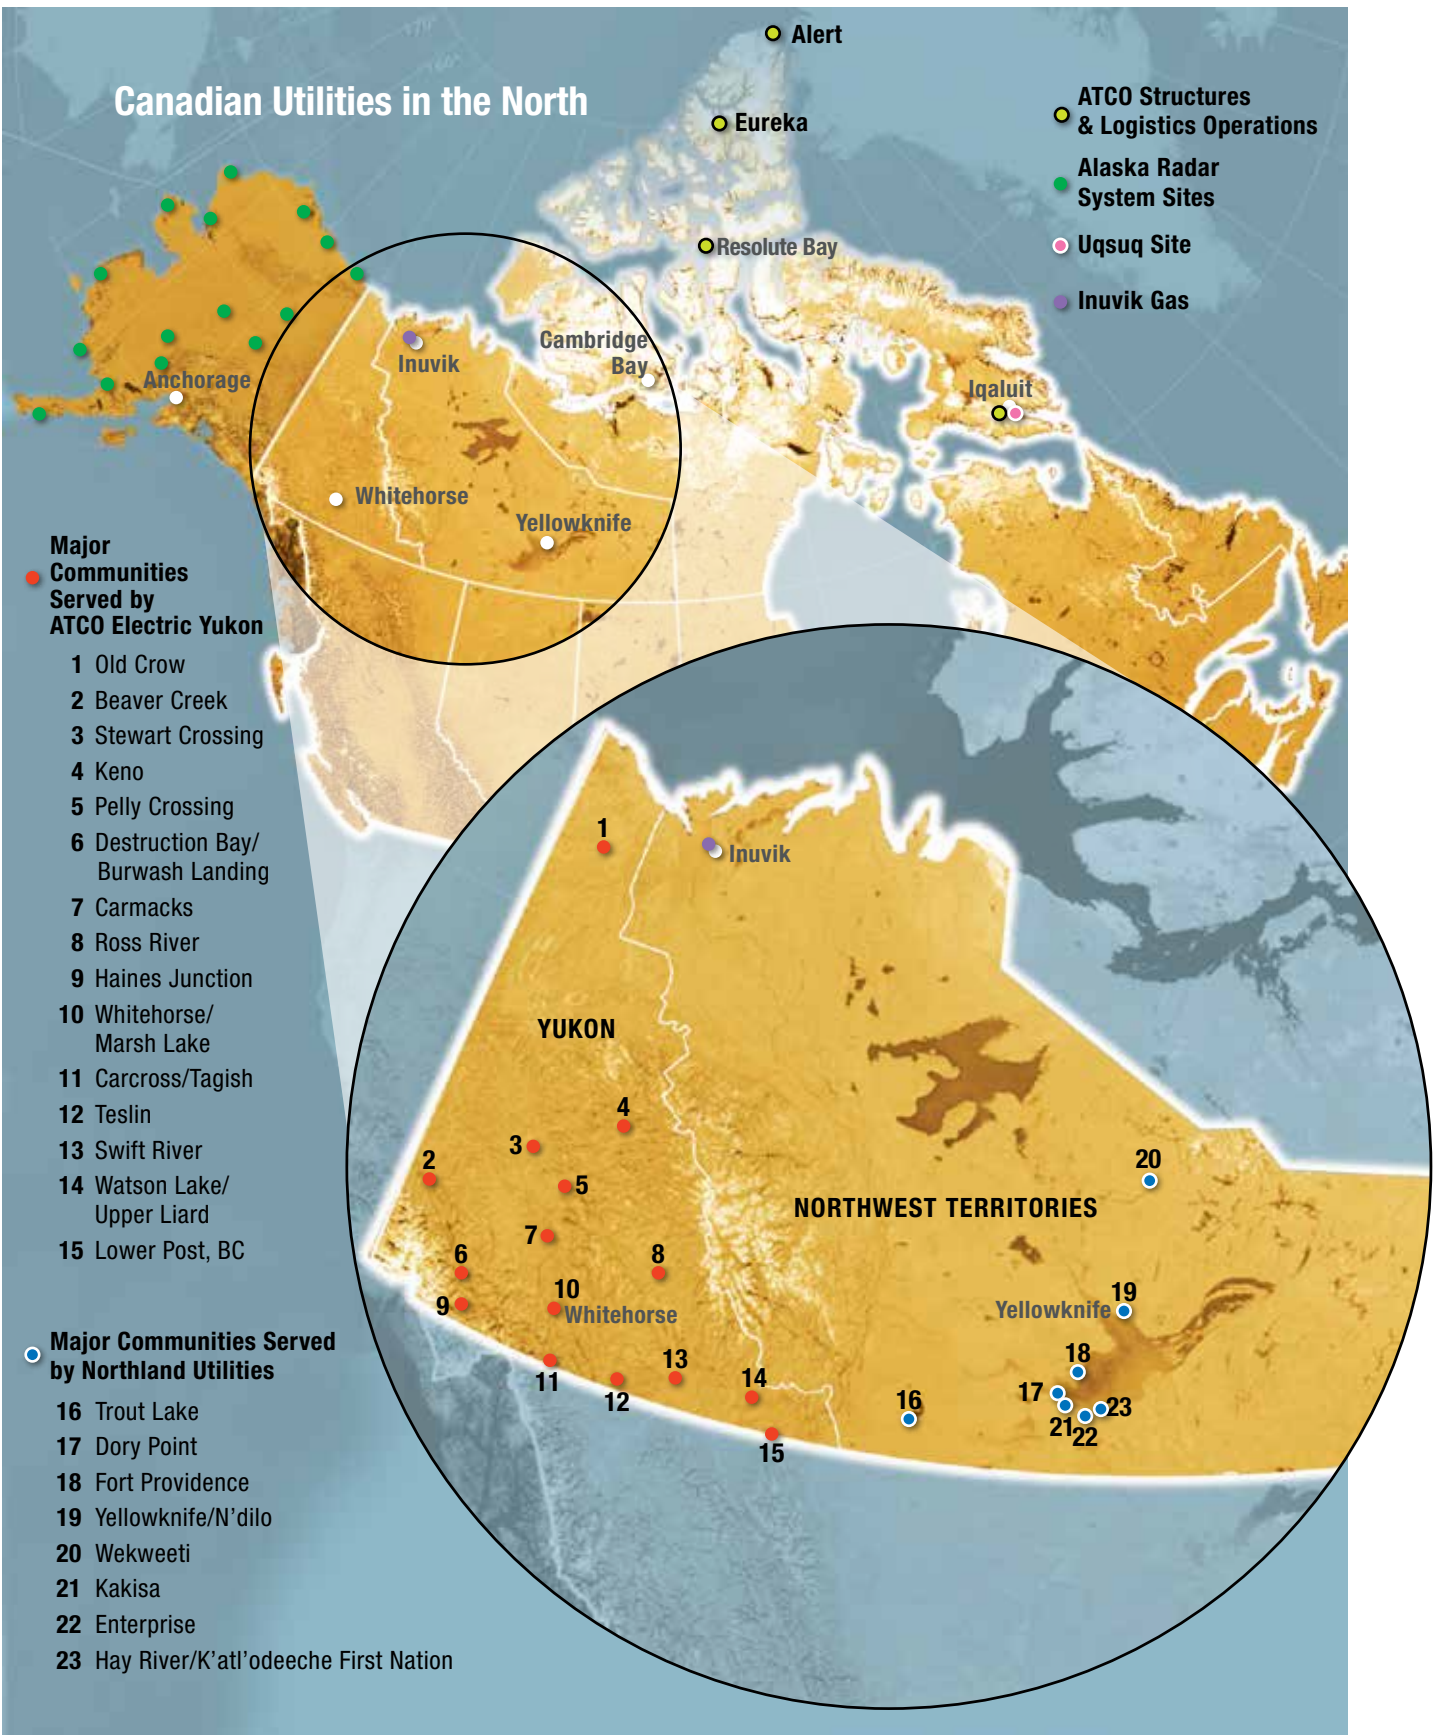 Canadian Utilities in the North
Alert
Eureka
Resolute Bay
ATCO Structures
& Logistics Operations
Alaska Radar
System Sites
Uqsuq Site
Inuvik Gas
Anchorage
Inuvik
Cambridge
Bay
Iqaluit
Whitehorse
Yellowknife
Major
Communities
Served by
ATCO Electric Yukon
1 Old Crow
2 Beaver Creek
3 Stewart Crossing
4 Keno
5 Pelly Crossing
6 Destruction Bay/
Burwash Landing
7 Carmacks
8 Ross River
9 Haines Junction
10 Whitehorse/
Marsh Lake
11 Carcross/Tagish
12 Teslin
13 Swift River
14 Watson Lake/
Upper Liard
15 Lower Post, BC
Major Communities Served
by Northland Utilities
16 Trout Lake
17 Dory Point
18 Fort Providence
19 Yellowknife/N'dilo
20 Wekweeti
21 Kakisa
22 Enterprise
23 Hay River/K'atl'odeeche First Nation
1
Inuvik
YUKON
4
3
2
5
20
NORTHWEST TERRITORIES
7
6
8
10
Whitehorse
9
19
Yellowknife
11
12
13
14
15
16
18
17
23
21
22